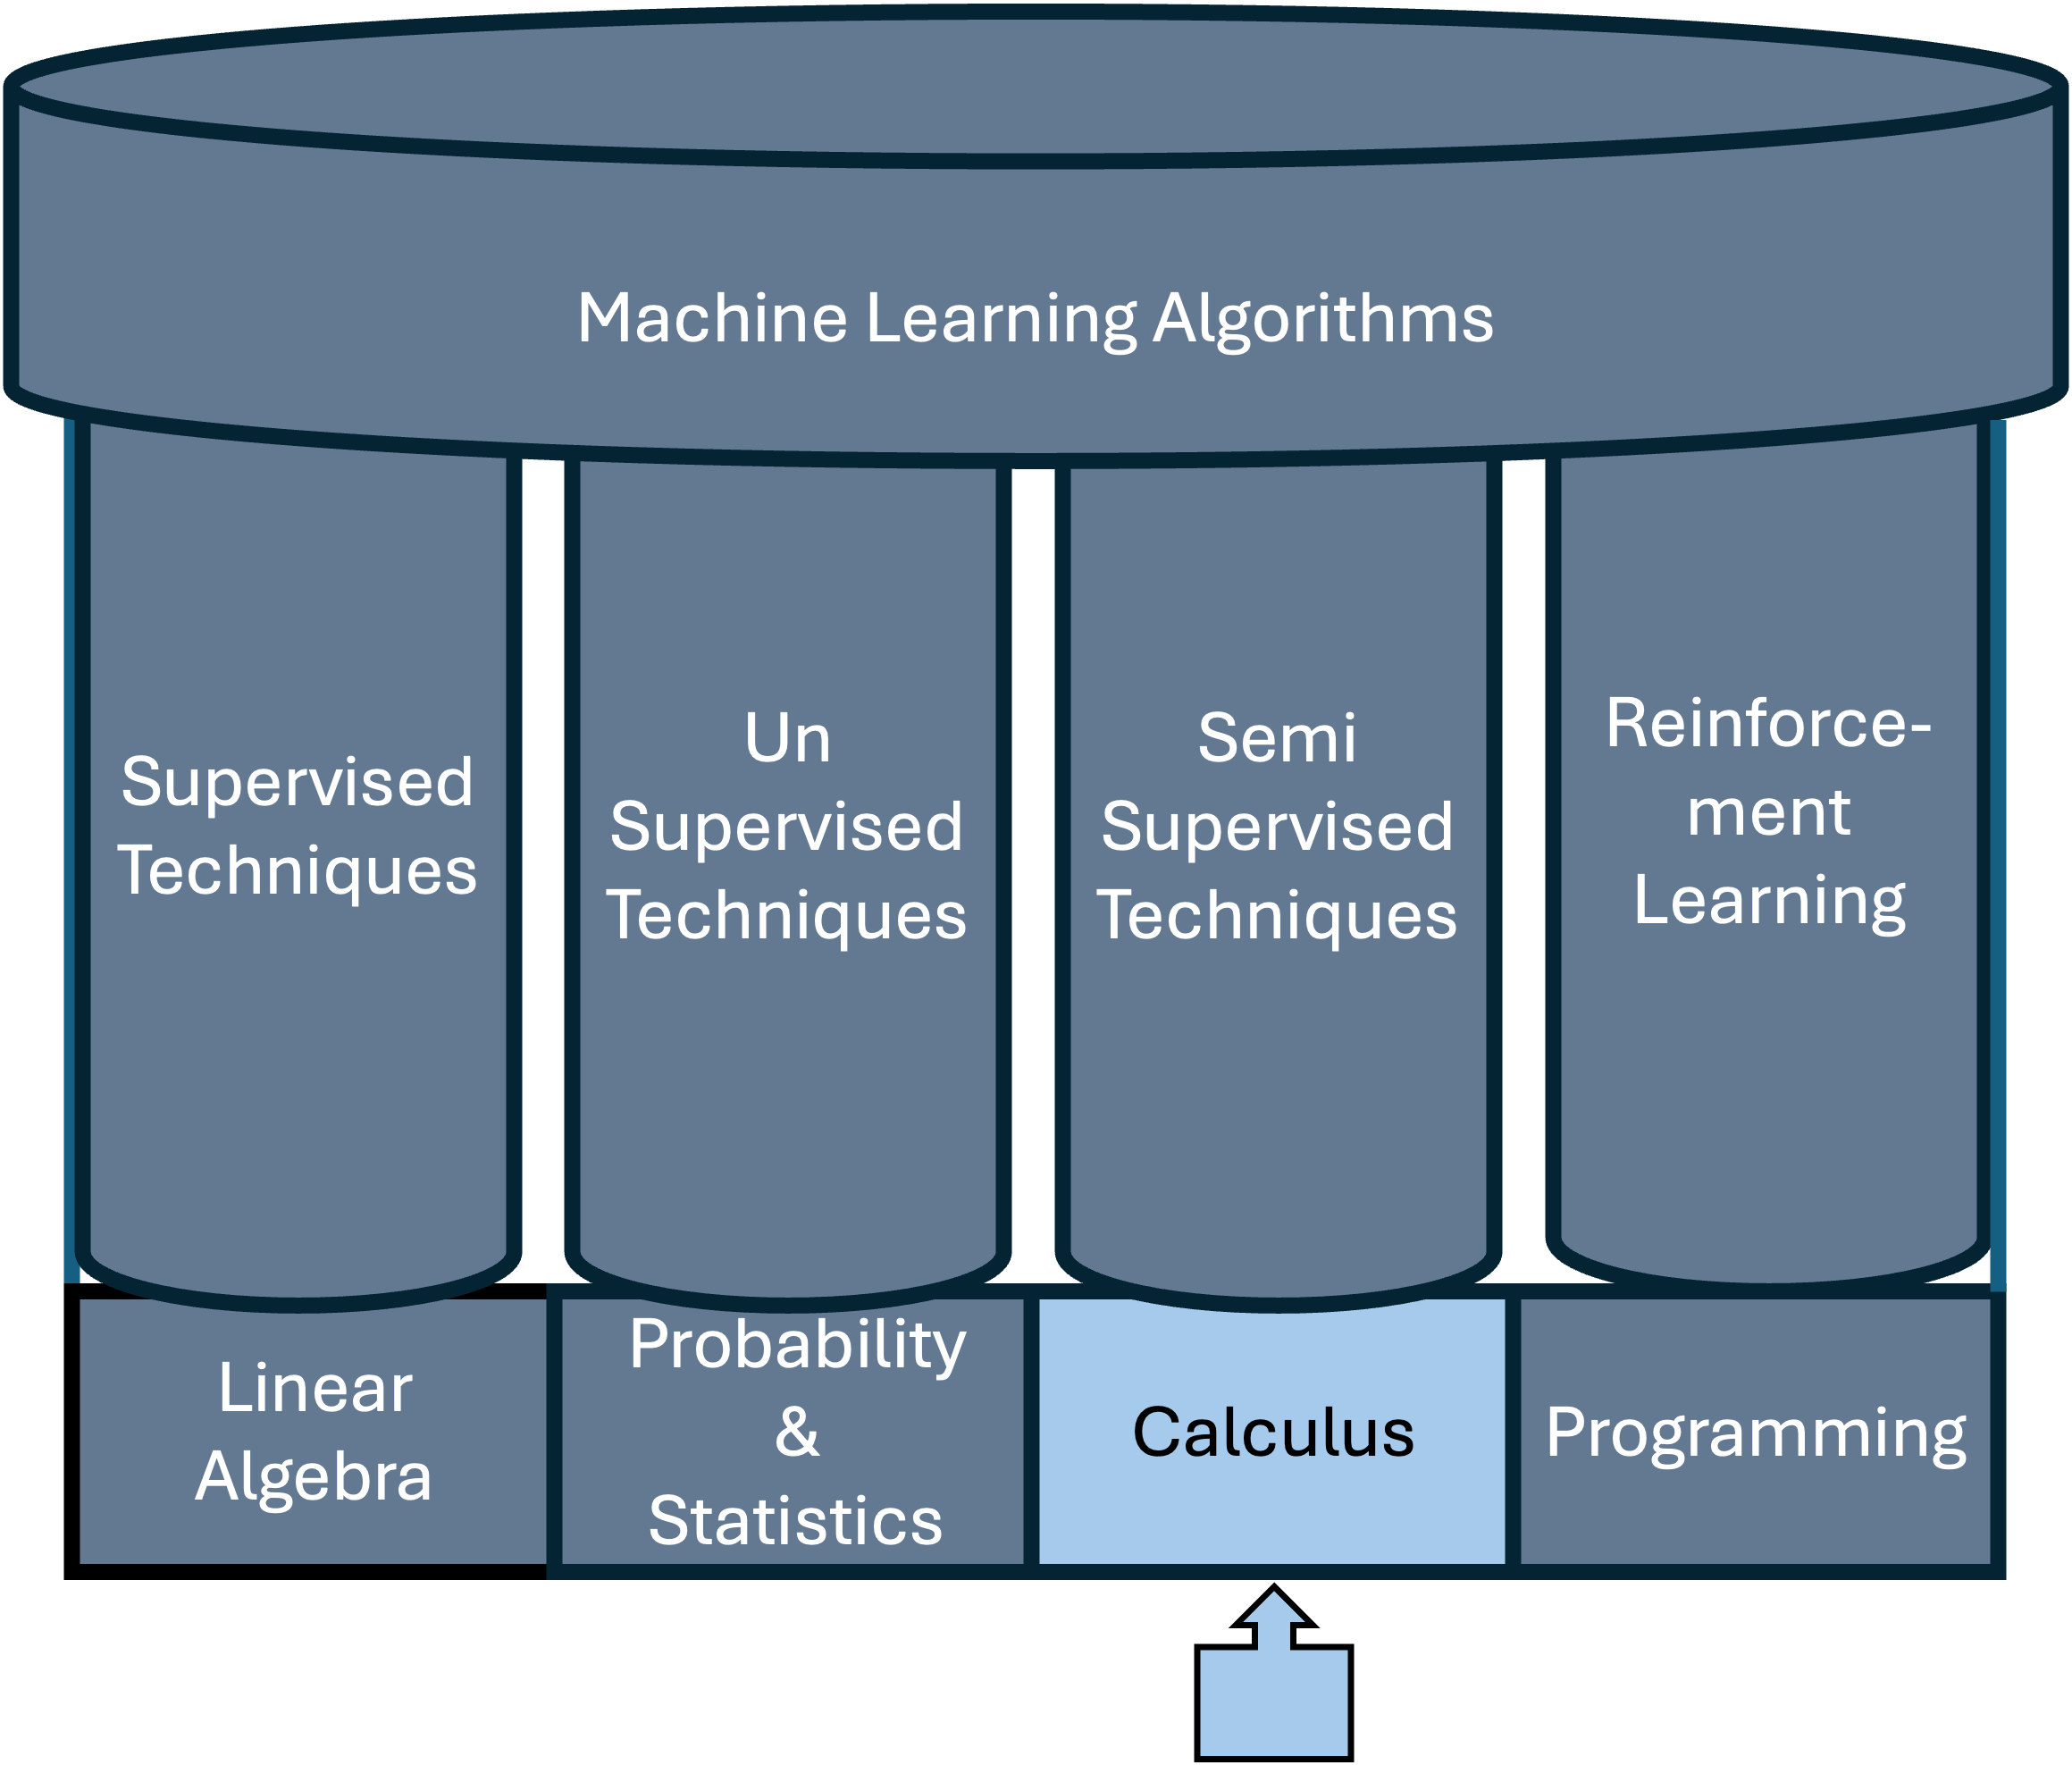 Machine Learning Algorithms
Supervised
Techniques
Un
Supervised
Techniques
Semi
Supervised
Techniques
Reinforce-
ment
Learning
Linear
Algebra
Probability
&
Statistics
Calculus
Programming